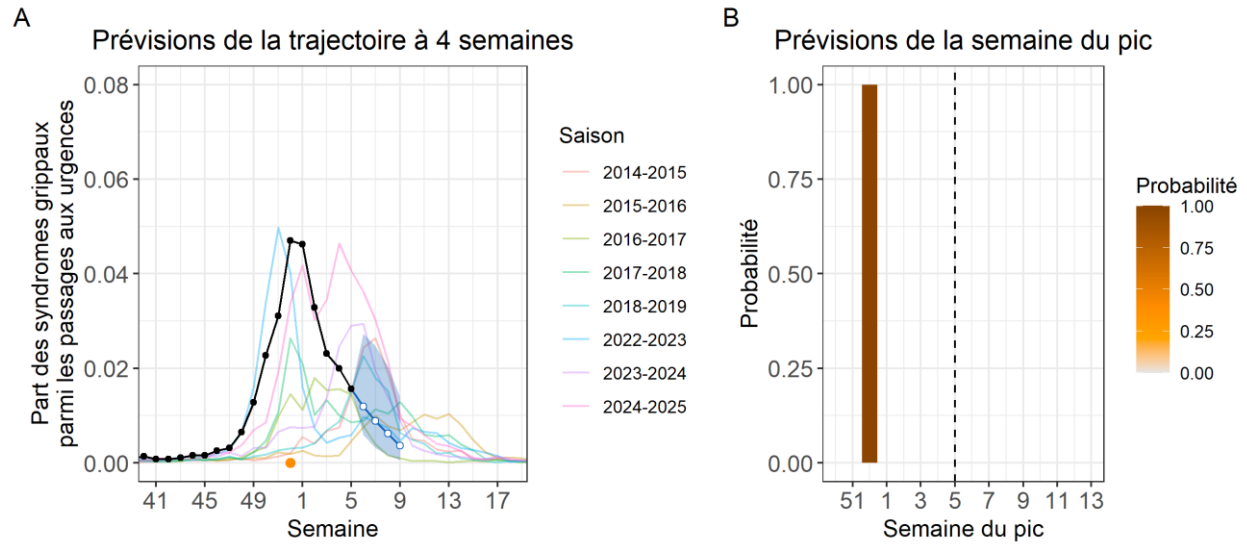 A
Prévisions de la trajectoire à 4 semaines
Part des syndromes grippaux
parmi les passages aux urgences
0.08
0.06
0.04
0.02
0.00
41 45 49 1 5 9 13 17
Semaine
Saison
2014-2015
2015-2016
2016-2017
2017-2018
2018-2019
2022-2023
2023-2024
2024-2025
B
Prévisions de la semaine du pic
Probabilité
1.00
0.75
0.50
0.25
0.00
51 1 3 5 7 9 11 13
Semaine du pic
Probabilité
1.00
0.75
0.50
0.25
0.00